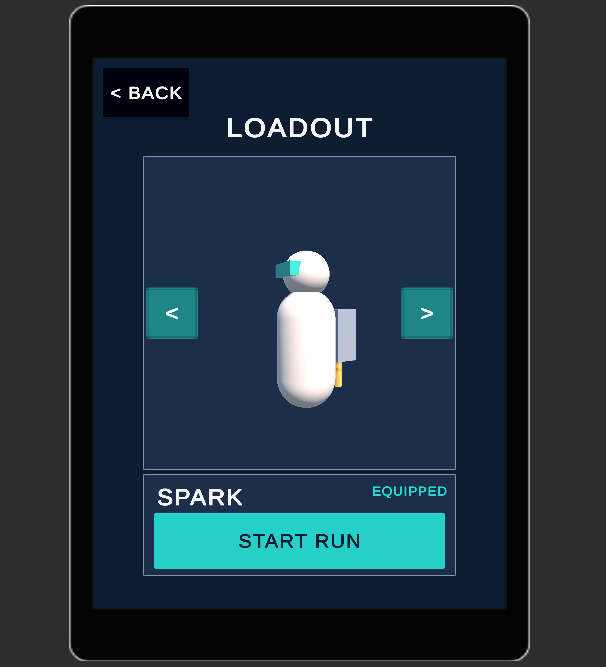 < BACK
LOADOUT
<
>
SPARK
EQUIPPED
START RUN